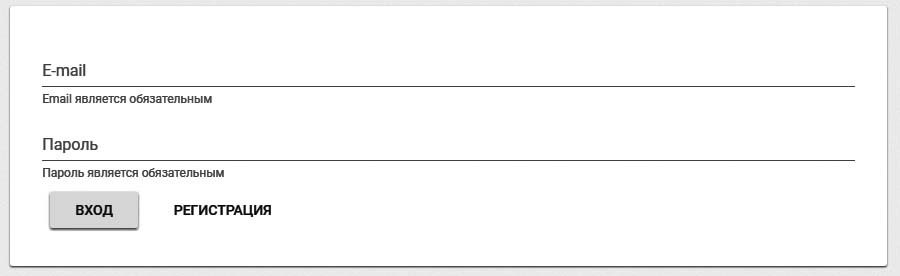 E-mail
Email является обязательным
Пароль
Пароль является обязательным
ВХОД РЕГИСТРАЦИЯ